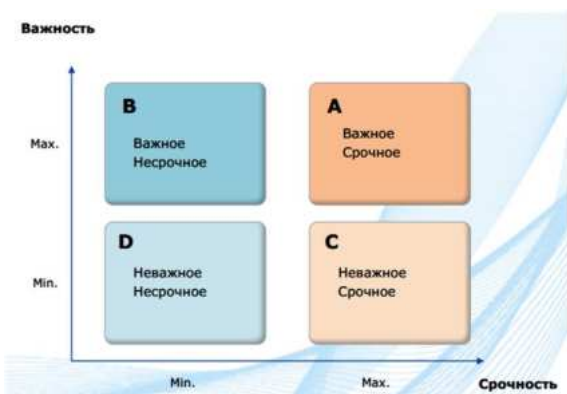 Важность
Max.
B
Важное
Несрочное
A
Важное
Срочное
Min.
D
Неважное
Несрочное
C
Неважное
Срочное
Min.
Max.
Срочность